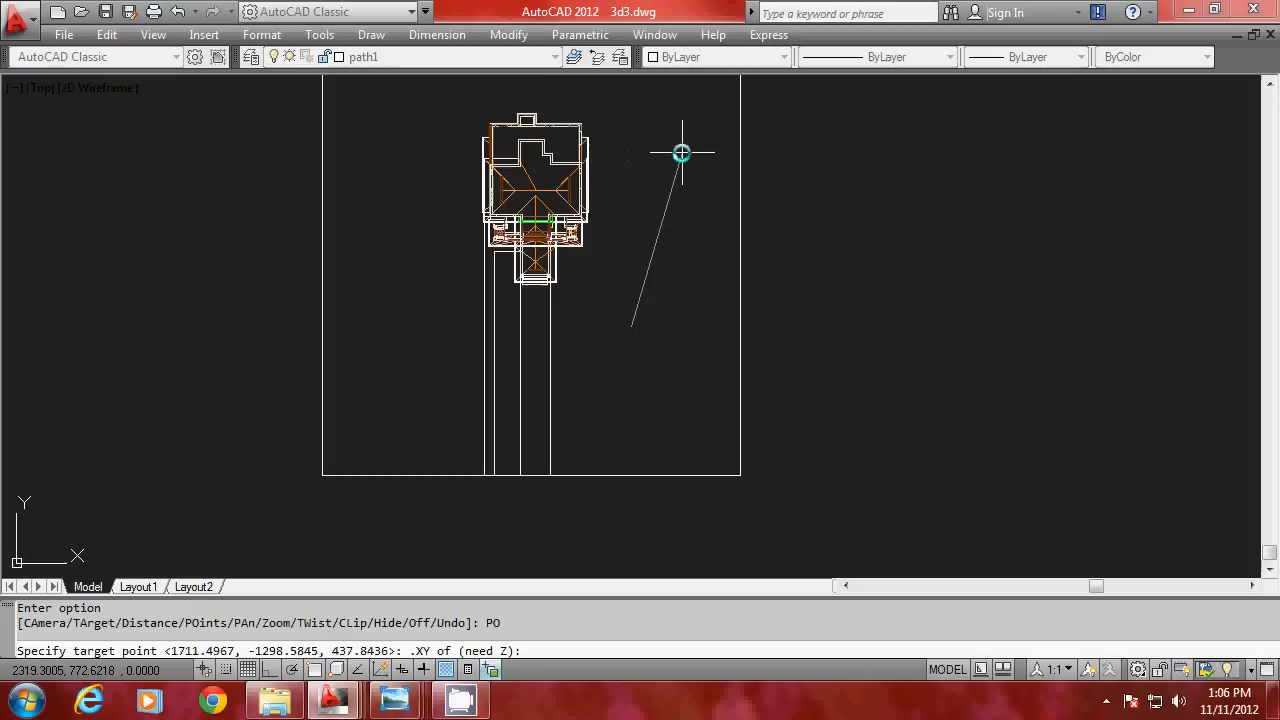 AutoCAD Classic
AutoCAD 2012 3d3.dwg
Type a keyword or phrase
Sign In
File Edit View Insert Format Tools Draw Dimension Modify Parametric Window Help Express
AutoCAD Classic
path1
ByLayer
ByLayer
ByLayer
ByColor
[−] [Top] [2D Wireframe]
Y
X
Model Layout1 Layout2
Enter option
[CAmera/TArget/Distance/POints/PAn/Zoom/TWist/CLip/Hide/Off/Undo]: PO
Specify target point <1711.4967, -1298.5845, 437.8436>: .XY of (need Z):
2319.3005, 772.6218 , 0.0000
MODEL
1:1
1:06 PM
11/11/2012